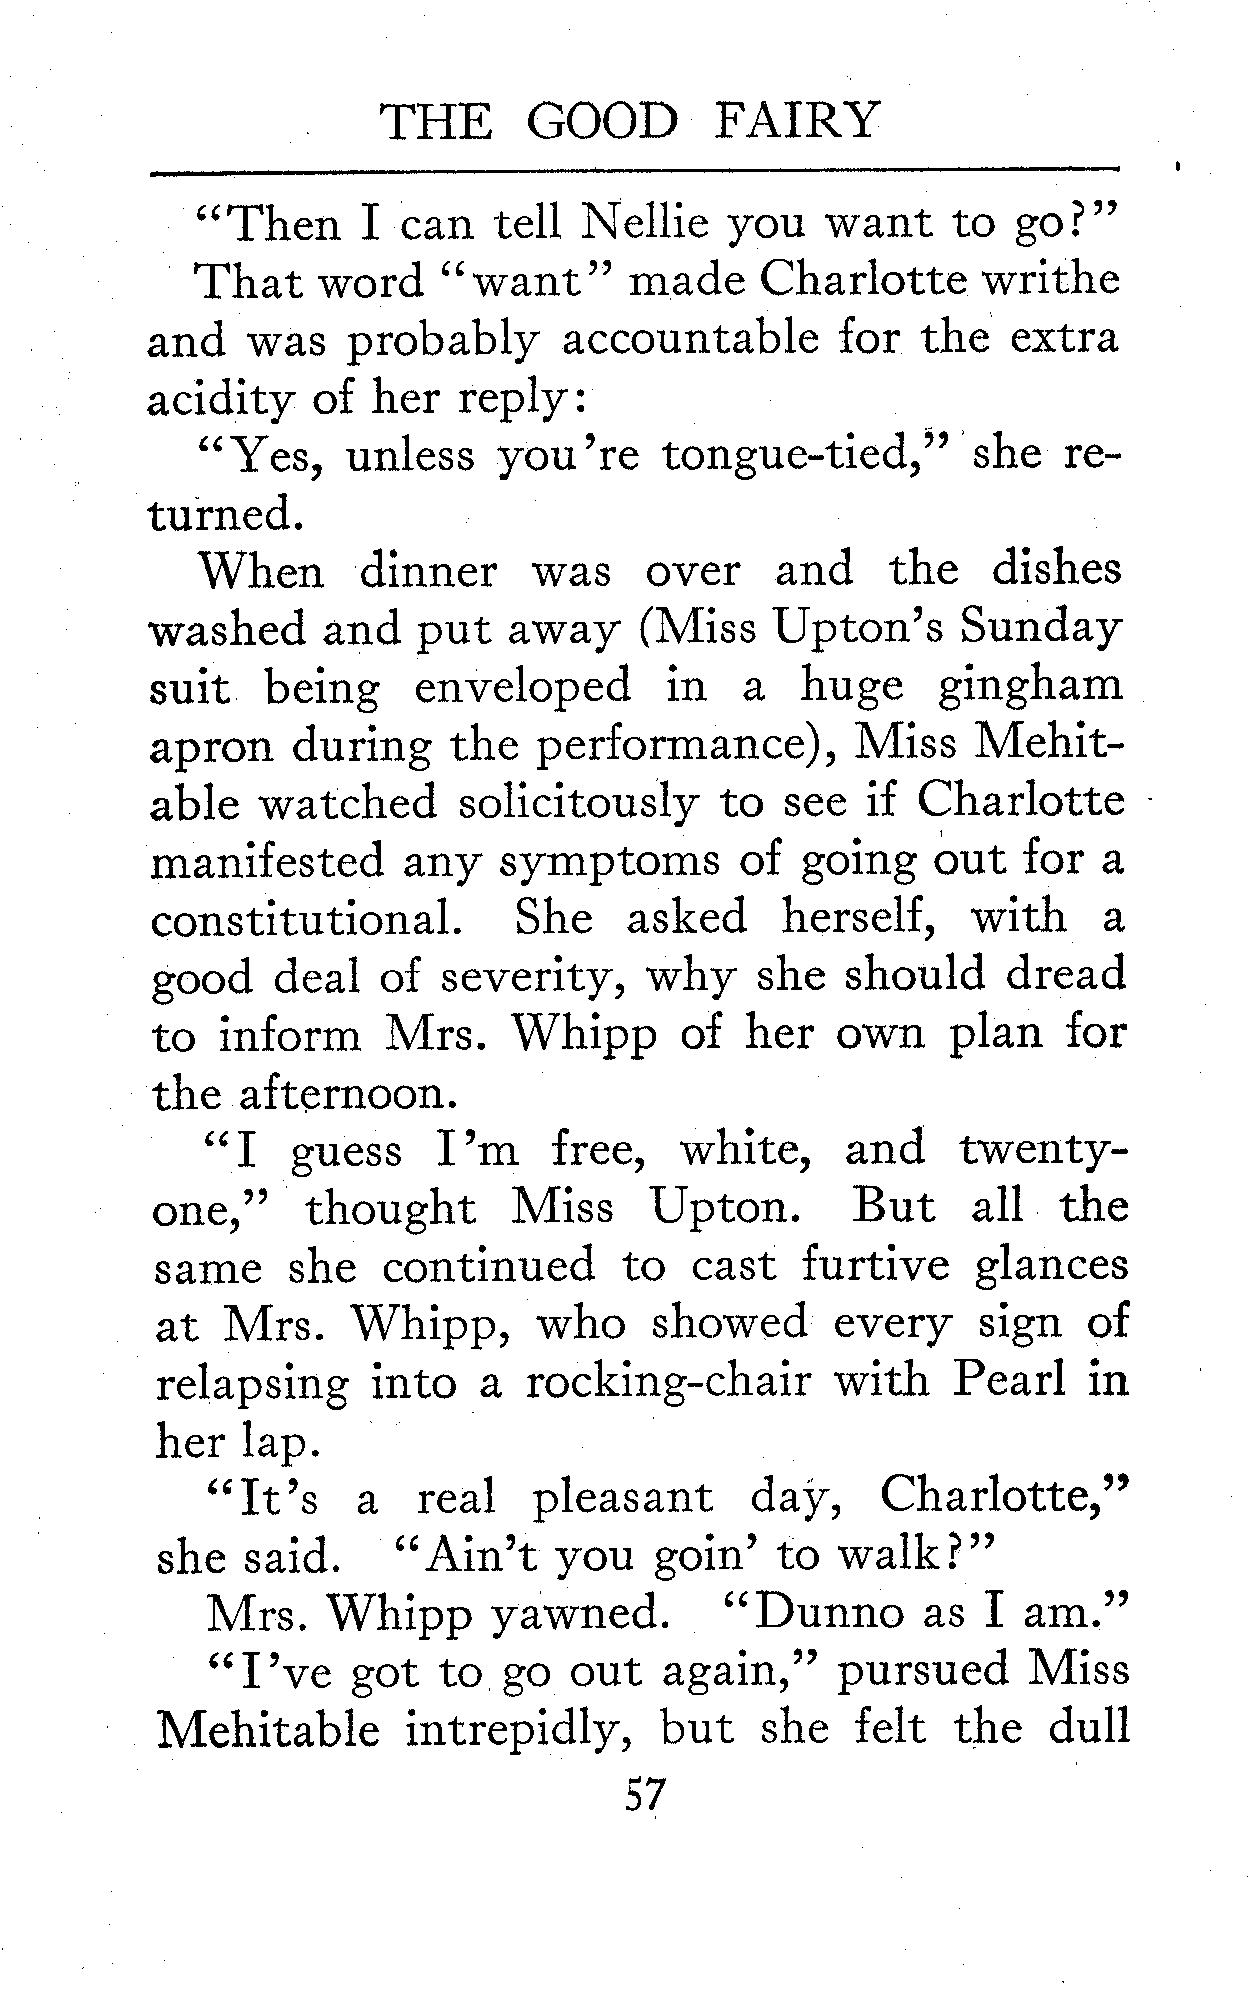 THE GOOD FAIRY
“Then I can tell Nellie you want to go?”
That word “want” made Charlotte writhe
and was probably accountable for the extra
acidity of her reply:
“Yes, unless you’re tongue-tied,” she re-
turned.
When dinner was over and the dishes
washed and put away (Miss Upton’s Sunday
suit being enveloped in a huge gingham
apron during the performance), Miss Mehit-
able watched solicitously to see if Charlotte
manifested any symptoms of going out for a
constitutional. She asked herself, with a
good deal of severity, why she should dread
to inform Mrs. Whipp of her own plan for
the afternoon.
“I guess I’m free, white, and twenty-
one,” thought Miss Upton. But all the
same she continued to cast furtive glances
at Mrs. Whipp, who showed every sign of
relapsing into a rocking-chair with Pearl in
her lap.
“It’s a real pleasant day, Charlotte,”
she said. “Ain’t you goin’ to walk?”
Mrs. Whipp yawned. “Dunno as I am.”
“I’ve got to go out again,” pursued Miss
Mehitable intrepidly, but she felt the dull
57